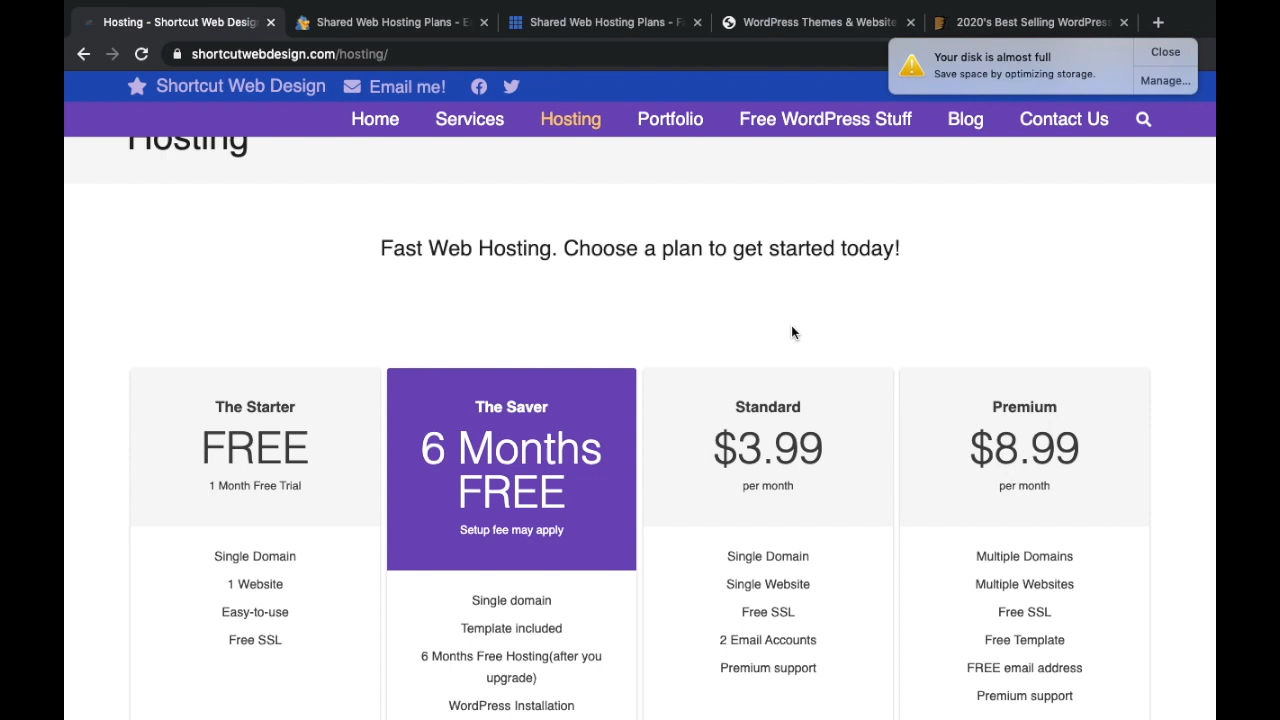 Hosting - Shortcut Web Desig
Shared Web Hosting Plans - E
Shared Web Hosting Plans - F
WordPress Themes & Website
2020's Best Selling WordPress
shortcutwebdesign.com/hosting/
Your disk is almost full
Save space by optimizing storage.
Close
Manage...
Shortcut Web Design
Email me!
Home Services Hosting Portfolio Free WordPress Stuff Blog Contact Us
Hosting
Fast Web Hosting. Choose a plan to get started today!
The Starter
FREE
1 Month Free Trial
Single Domain
1 Website
Easy-to-use
Free SSL
The Saver
6 Months
FREE
Setup fee may apply
Single domain
Template included
6 Months Free Hosting(after you
upgrade)
WordPress Installation
Standard
$3.99
per month
Single Domain
Single Website
Free SSL
2 Email Accounts
Premium support
Premium
$8.99
per month
Multiple Domains
Multiple Websites
Free SSL
Free Template
FREE email address
Premium support